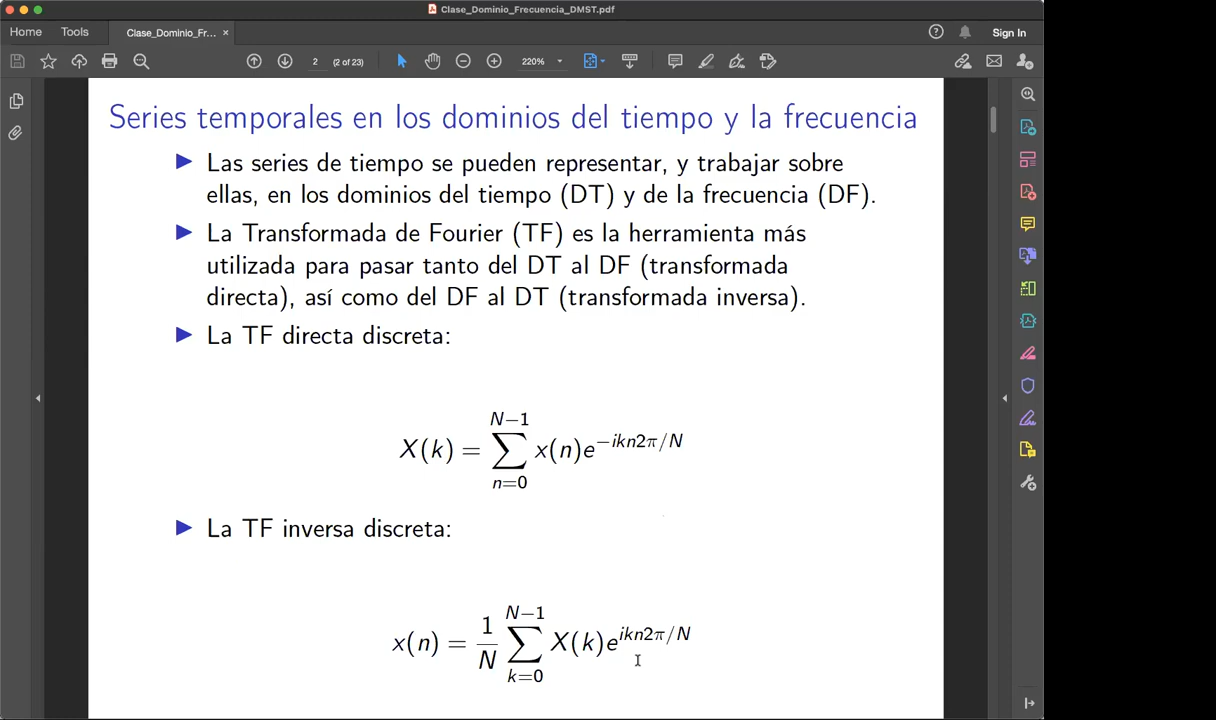 Clase_Dominio_Frecuencia_DMST.pdf
Home Tools Clase_Dominio_Fr... × Sign In
2 (2 of 23) 220%
Series temporales en los dominios del tiempo y la frecuencia
Las series de tiempo se pueden representar, y trabajar sobre
ellas, en los dominios del tiempo (DT) y de la frecuencia (DF).
La Transformada de Fourier (TF) es la herramienta más
utilizada para pasar tanto del DT al DF (transformada
directa), así como del DF al DT (transformada inversa).
La TF directa discreta:
X(k) = \sum_{n=0}^{N-1} x(n)e^{-ikn2π/N}
La TF inversa discreta:
x(n) = \frac{1}{N} \sum_{k=0}^{N-1} X(k)e^{ikn2π/N}